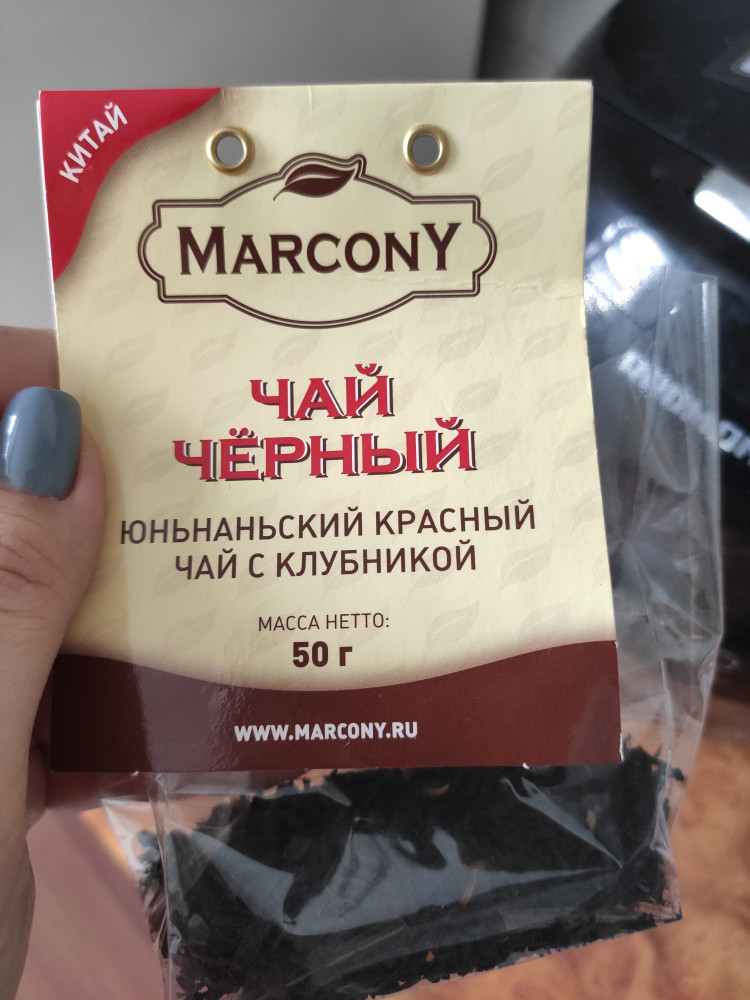 КИТАЙ
MARCONY
ЧАЙ
ЧЁРНЫЙ
ЮНЬНАНЬСКИЙ КРАСНЫЙ
ЧАЙ С КЛУБНИКОЙ
МАССА НЕТТО:
50 г
WWW.MARCONY.RU